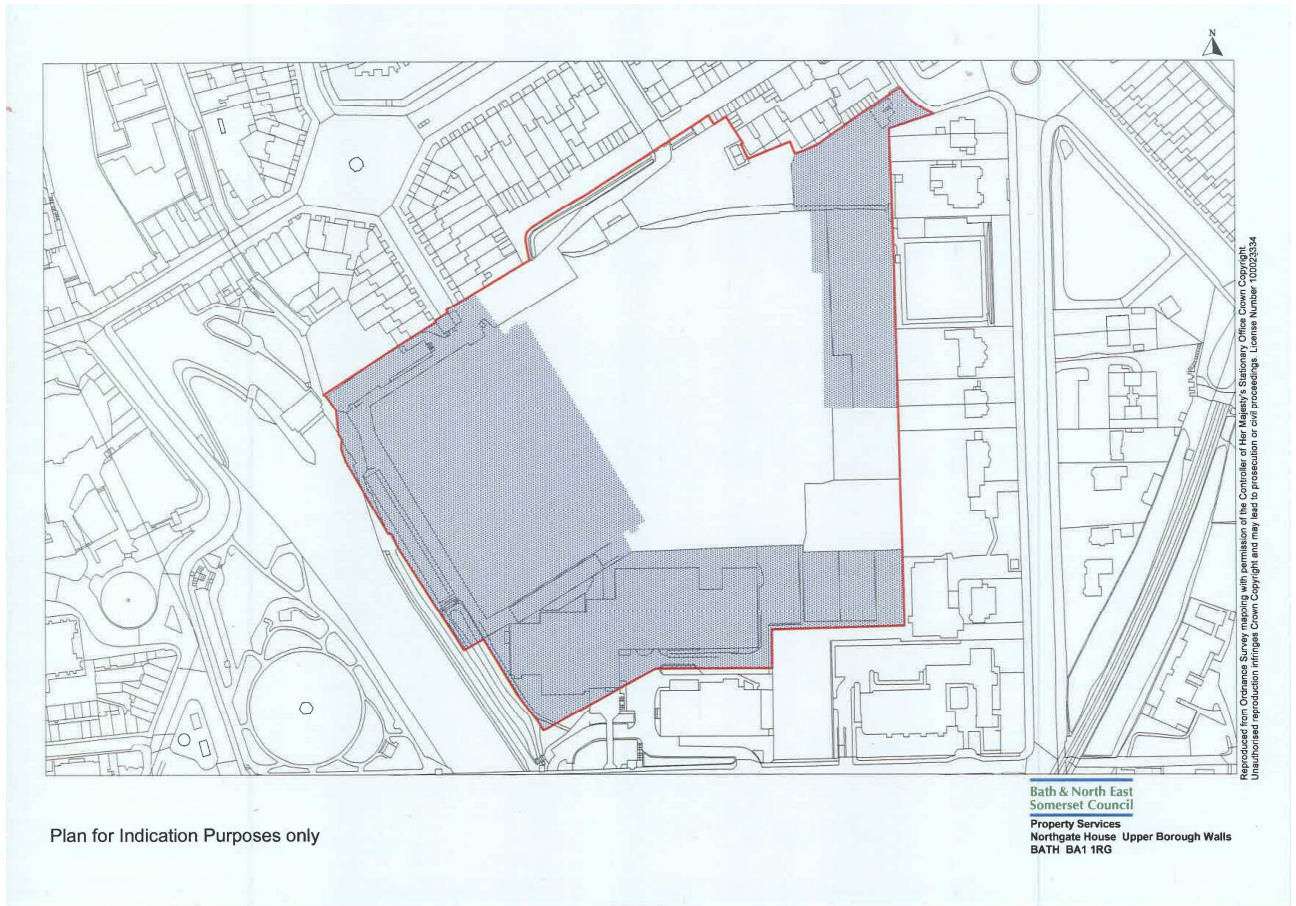 N
Reproduced from Ordnance Survey mapping with permission of the Controller of Her Majesty's Stationary Office Crown Copyright.
Unauthorised reproduction infringes Crown Copyright and may lead to prosecution or civil proceedings. License Number 100023334
Plan for Indication Purposes only
Bath & North East
Somerset Council
Property Services
Northgate House Upper Borough Walls
BATH BA1 1RG